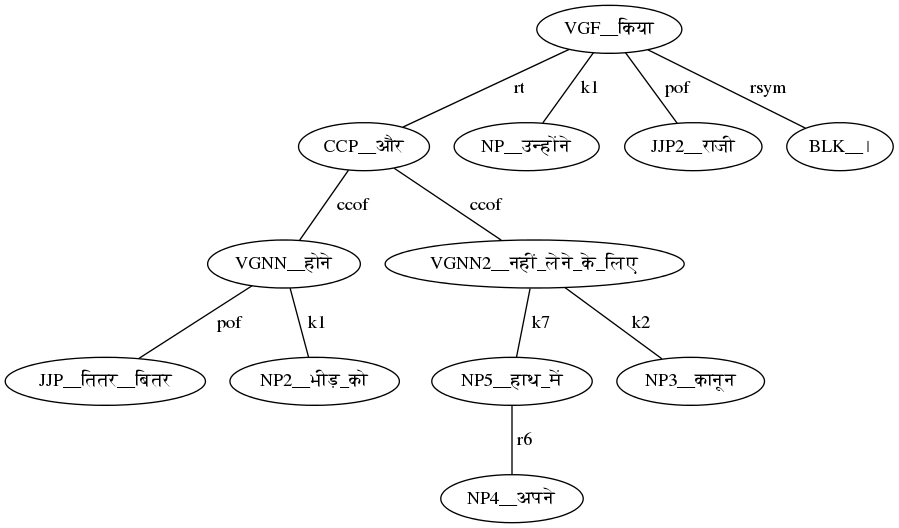 VGF__किया
rt k1 pof rsym
CCP__और NP__उन्होंने JJP2__राजी BLK__।
ccof ccof
VGNN__होने VGNN2__नहीं_लेने_के_लिए
pof k1 k7 k2
JJP__तितर__बितर NP2__भीड़_को NP5__हाथ_में NP3__कानून
r6
NP4__अपने